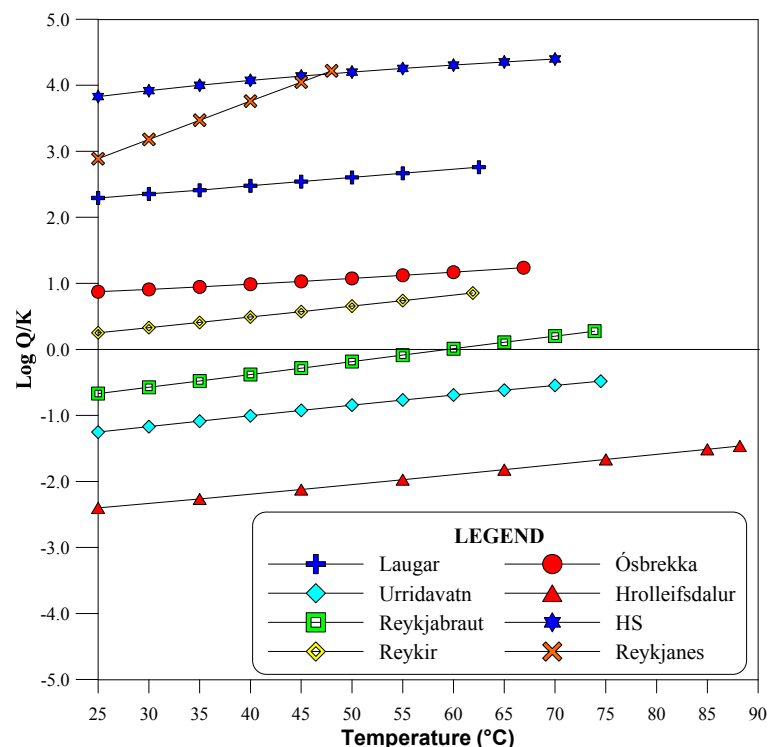 5.0
4.0
3.0
2.0
1.0
0.0
-1.0
-2.0
-3.0
-4.0
-5.0
Log Q/K
LEGEND
Laugar
Ósbrekka
Urridavatn
Hrolleifsdalur
Reykjabraut
HS
Reykir
Reykjanes
25 30 35 40 45 50 55 60 65 70 75 80 85 90
Temperature (°C)